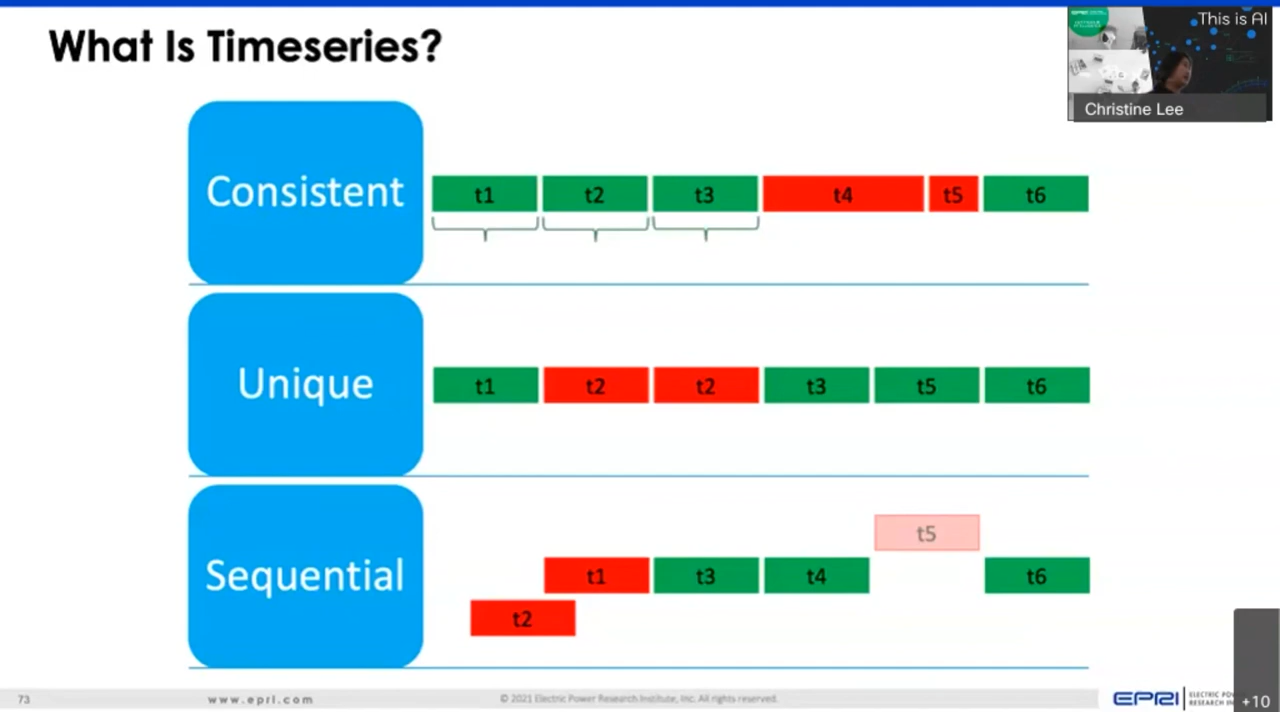 What Is Timeseries?
This is AI
Christine Lee
Consistent
t1 t2 t3 t4 t5 t6
Unique
t1 t2 t2 t3 t5 t6
Sequential
t5
t1 t3 t4 t6
t2
73 www.epri.com © 2021 Electric Power Research Institute, Inc. All rights reserved.
EPRI
ELECTRIC
RESEARCH
+10